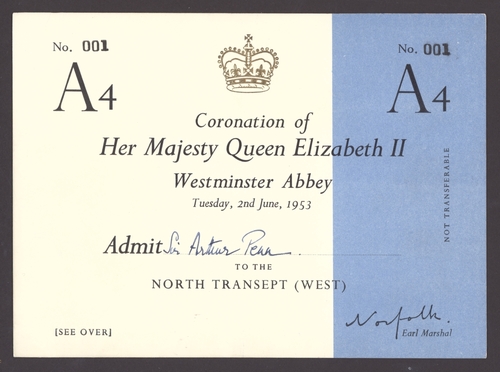 No. 001
No. 001
A4
A4
Coronation of
Her Majesty Queen Elizabeth II
Westminster Abbey
Tuesday, 2nd June, 1953
Admit Sir Arthur Penn.
TO THE
NORTH TRANSEPT (WEST)
NOT TRANSFERABLE
Norfolk.
[SEE OVER]
Earl Marshal